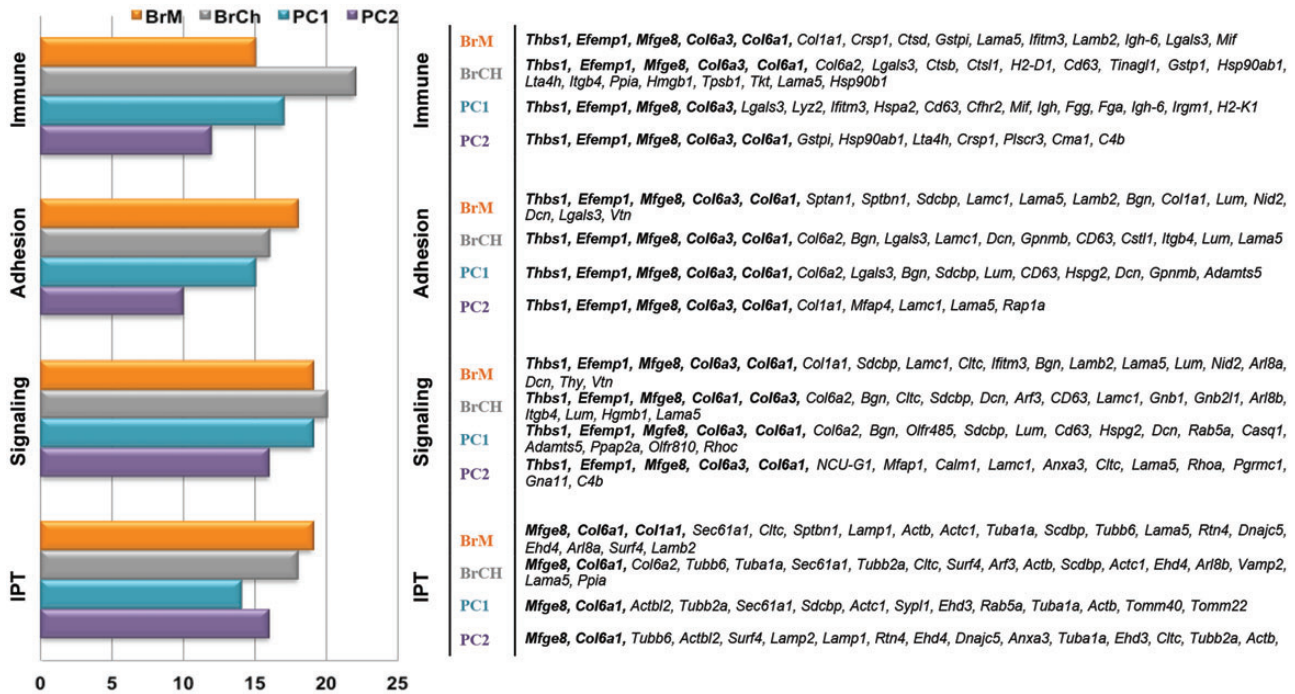 BrM BrCh PC1 PC2
Immune
Adhesion
Signaling
IPT
0 5 10 15 20 25
0 5 10 15 20 25
Immune
BrM
Thbs1, Efemp1, Mfge8, Col6a3, Col6a1, Col1a1, Crsp1, Ctsd, Gstpi, Lama5, Ifitm3, Lamb2, Igh-6, Lgals3, Mif
BrCH
Thbs1, Efemp1, Mfge8, Col6a3, Col6a1, Col6a2, Lgals3, Ctsb, Ctsl1, H2-D1, Cd63, Tinagl1, Gstp1, Hsp90ab1,
Lta4h, Itgb4, Ppia, Hmgb1, Tpsb1, Tkt, Lama5, Hsp90b1
PC1
Thbs1, Efemp1, Mfge8, Col6a3, Lgals3, Lyz2, Ifitm3, Hspa2, Cd63, Cfhr2, Mif, Igh, Fgg, Fga, Igh-6, Irgm1, H2-K1
PC2
Thbs1, Efemp1, Mfge8, Col6a3, Col6a1, Gstpi, Hsp90ab1, Lta4h, Crsp1, Plscr3, Cma1, C4b
Adhesion
BrM
Thbs1, Efemp1, Mfge8, Col6a3, Col6a1, Sptan1, Sptbn1, Sdcbp, Lamc1, Lama5, Lamb2, Bgn, Col1a1, Lum, Nid2,
Dcn, Lgals3, Vtn
BrCH
Thbs1, Efemp1, Mfge8, Col6a3, Col6a1, Col6a2, Bgn, Lgals3, Lamc1, Dcn, Gpnmb, CD63, Cstl1, Itgb4, Lum, Lama5
PC1
Thbs1, Efemp1, Mfge8, Col6a3, Col6a1, Col6a2, Lgals3, Bgn, Sdcbp, Lum, CD63, Hspg2, Dcn, Gpnmb, Adamts5
PC2
Thbs1, Efemp1, Mfge8, Col6a3, Col6a1, Col1a1, Mfap4, Lamc1, Lama5, Rap1a
Signaling
BrM
Thbs1, Efemp1, Mfge8, Col6a3, Col6a1, Col1a1, Sdcbp, Lamc1, Cltc, Ifitm3, Bgn, Lamb2, Lama5, Lum, Nid2, Arl8a,
Dcn, Thy, Vtn
BrCH
Thbs1, Efemp1, Mfge8, Col6a1, Col6a3, Col6a2, Bgn, Cltc, Sdcbp, Dcn, Arf3, CD63, Lamc1, Gnb1, Gnb2l1, Arl8b,
Itgb4, Lum, Hgmb1, Lama5
PC1
Thbs1, Efemp1, Mgfe8, Col6a3, Col6a1, Col6a2, Bgn, Olfr485, Sdcbp, Lum, Cd63, Hspg2, Dcn, Rab5a, Casq1,
Adamts5, Ppap2a, Olfr810, Rhoc
PC2
Thbs1, Efemp1, Mfge8, Col6a3, Col6a1, NCU-G1, Mfap1, Calm1, Lamc1, Anxa3, Cltc, Lama5, Rhoa, Pgrmc1,
Gna11, C4b
IPT
BrM
Mfge8, Col6a1, Col1a1, Sec61a1, Cltc, Sptbn1, Lamp1, Actb, Actc1, Tuba1a, Scdbp, Tubb6, Lama5, Rtn4, Dnajc5,
Ehd4, Arl8a, Surf4, Lamb2
BrCH
Mfge8, Col6a1, Col6a2, Tubb6, Tuba1a, Sec61a1, Tubb2a, Cltc, Surf4, Arf3, Actb, Scdbp, Actc1, Ehd4, Arl8b, Vamp2,
Lama5, Ppia
PC1
Mfge8, Col6a1, Actbl2, Tubb2a, Sec61a1, Sdcbp, Actc1, Sypl1, Ehd3, Rab5a, Tuba1a, Actb, Tomm40, Tomm22
PC2
Mfge8, Col6a1, Tubb6, Actbl2, Surf4, Lamp2, Lamp1, Rtn4, Ehd4, Dnajc5, Anxa3, Tuba1a, Ehd3, Cltc, Tubb2a, Actb,